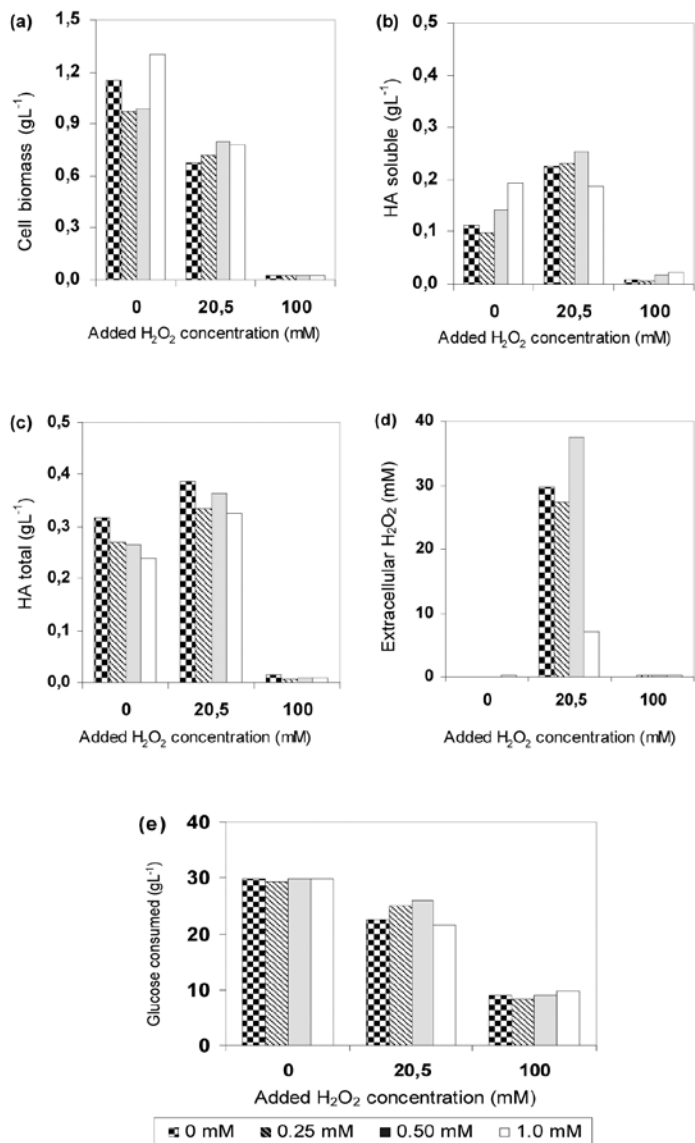 (a)
1,5
1,2
0,9
0,6
0,3
0,0
Cell biomass (gL⁻¹)
0 20,5 100
Added H₂O₂ concentration (mM)
(b)
0,5
0,4
0,3
0,2
0,1
0,0
HA soluble (gL⁻¹)
0 20,5 100
Added H₂O₂ concentration (mM)
(c)
0,5
0,4
0,3
0,2
0,1
0,0
HA total (gL⁻¹)
0 20,5 100
Added H₂O₂ concentration (mM)
(d)
40
30
20
10
0
Extracellular H₂O₂ (mM)
0 20,5 100
Added H₂O₂ concentration (mM)
(e)
40
30
20
10
0
Glucose consumed (gL⁻¹)
0 20,5 100
Added H₂O₂ concentration (mM)
0 mM 0.25 mM 0.50 mM 1.0 mM